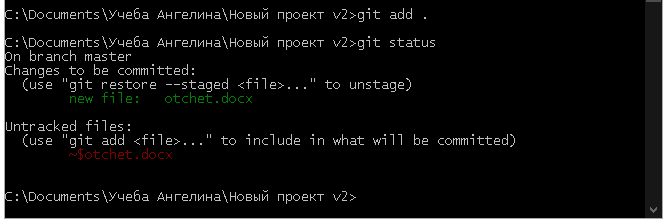 C:\Documents\Учеба Ангелина\Новый проект v2>git add .
C:\Documents\Учеба Ангелина\Новый проект v2>git status
On branch master
Changes to be committed:
  (use "git restore --staged <file>..." to unstage)
        new file:   otchet.docx
Untracked files:
  (use "git add <file>..." to include in what will be committed)
        ~$otchet.docx
C:\Documents\Учеба Ангелина\Новый проект v2>